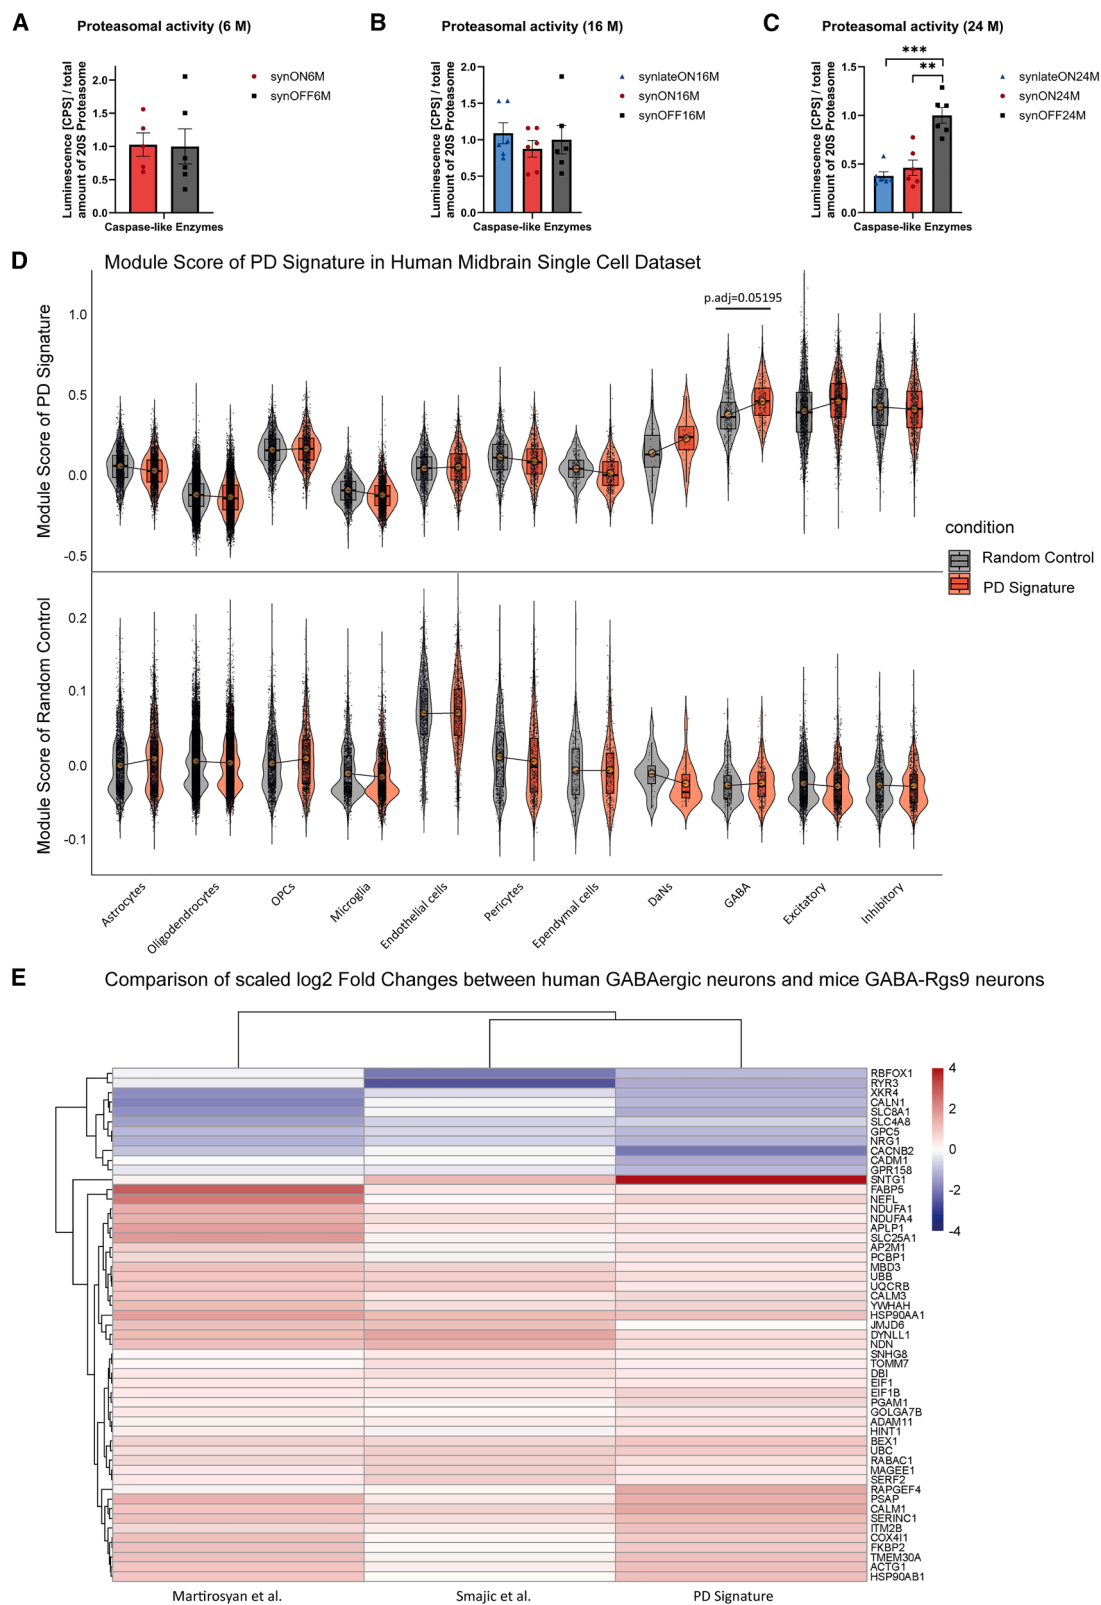 A
Proteasomal activity (6 M)
Luminescence [CPS] / total
amount of 20S Proteasome
2.0
1.5
1.0
0.5
0.0
Caspase-like Enzymes
synON6M
synOFF6M
B
Proteasomal activity (16 M)
Luminescence [CPS] / total
amount of 20S Proteasome
2.0
1.5
1.0
0.5
0.0
Caspase-like Enzymes
synlateON16M
synON16M
synOFF16M
C
Proteasomal activity (24 M)
Luminescence [CPS] / total
amount of 20S Proteasome
1.5
1.0
0.5
0.0
***
**
Caspase-like Enzymes
synlateON24M
synON24M
synOFF24M
D
Module Score of PD Signature in Human Midbrain Single Cell Dataset
Module Score of PD Signature
1.0
0.5
0.0
-0.5
p.adj=0.05195
Module Score of Random Control
0.2
0.1
0.0
-0.1
condition
Random Control
PD Signature
Astrocytes
Oligodendrocytes
OPCs
Microglia
Endothelial cells
Pericytes
Ependymal cells
DaNs
GABA
Excitatory
Inhibitory
E
Comparison of scaled log2 Fold Changes between human GABAergic neurons and mice GABA-Rgs9 neurons
RBFOX1
RYR3
XKR4
CALN1
SLC8A1
SLC4A8
GPC5
NRG1
CACNB2
CADM1
GPR158
SNTG1
FABP5
NEFL
NDUFA1
NDUFA4
APLP1
SLC25A1
AP2M1
PCBP1
MBD3
UBB
UQCRB
CALM3
YWHAH
HSP90AA1
JMJD6
DYNLL1
NDN
SNHG8
TOMM7
DBI
EIF1
EIF1B
PGAM1
GOLGA7B
ADAM11
HINT1
BEX1
UBC
RABAC1
MAGEE1
SERF2
RAPGEF4
PSAP
CALM1
SERINC1
ITM2B
COX4I1
FKBP2
TMEM30A
ACTG1
HSP90AB1
4
2
0
-2
-4
Martirosyan et al.
Smajic et al.
PD Signature